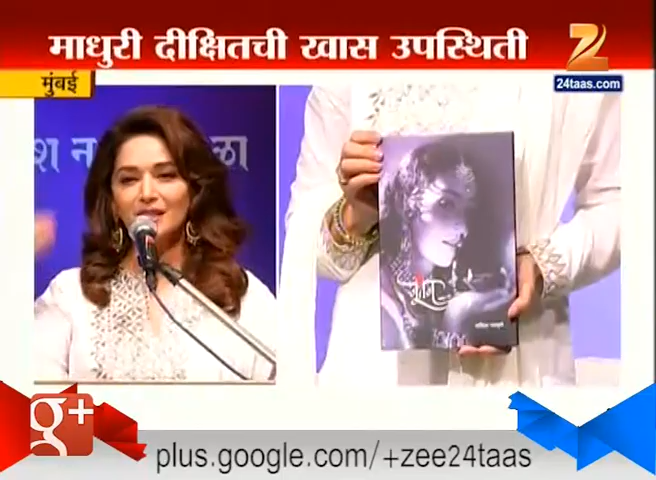 माधुरी दीक्षितची खास उपस्थिती
24taas.com
मुंबई
plus.google.com/+zee24taas
g+